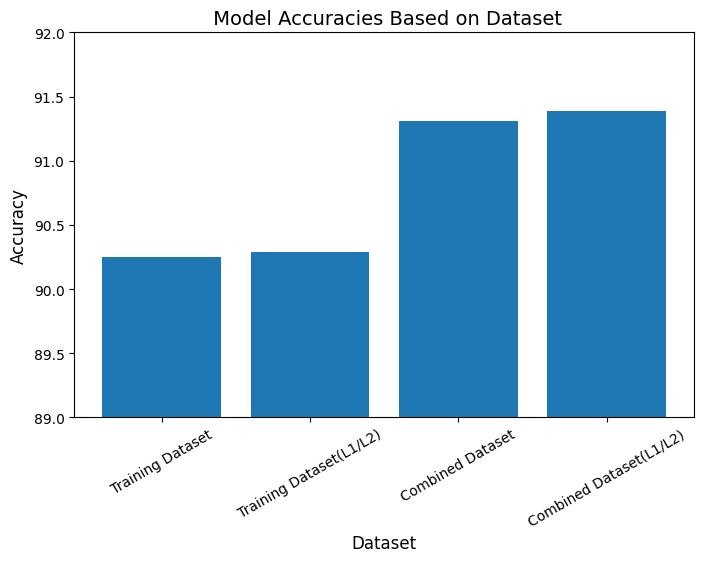 Model Accuracies Based on Dataset
92.0
91.5
91.0
90.5
90.0
89.5
89.0
Accuracy
Training Dataset
Training Dataset(L1/L2)
Combined Dataset
Combined Dataset(L1/L2)
Dataset